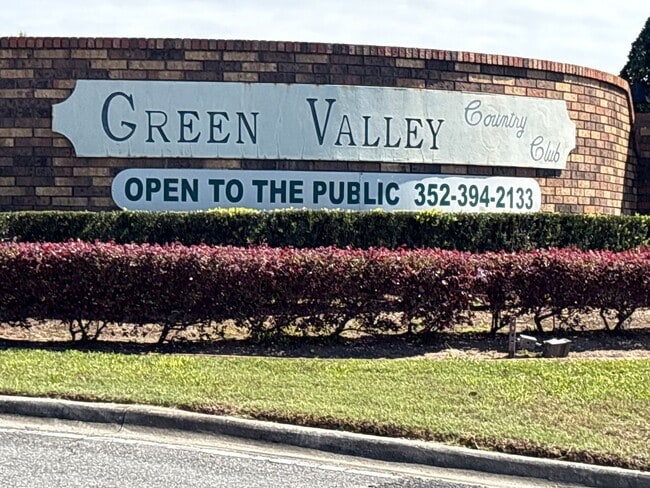 GREEN VALLEY Country
Club
OPEN TO THE PUBLIC 352-394-2133